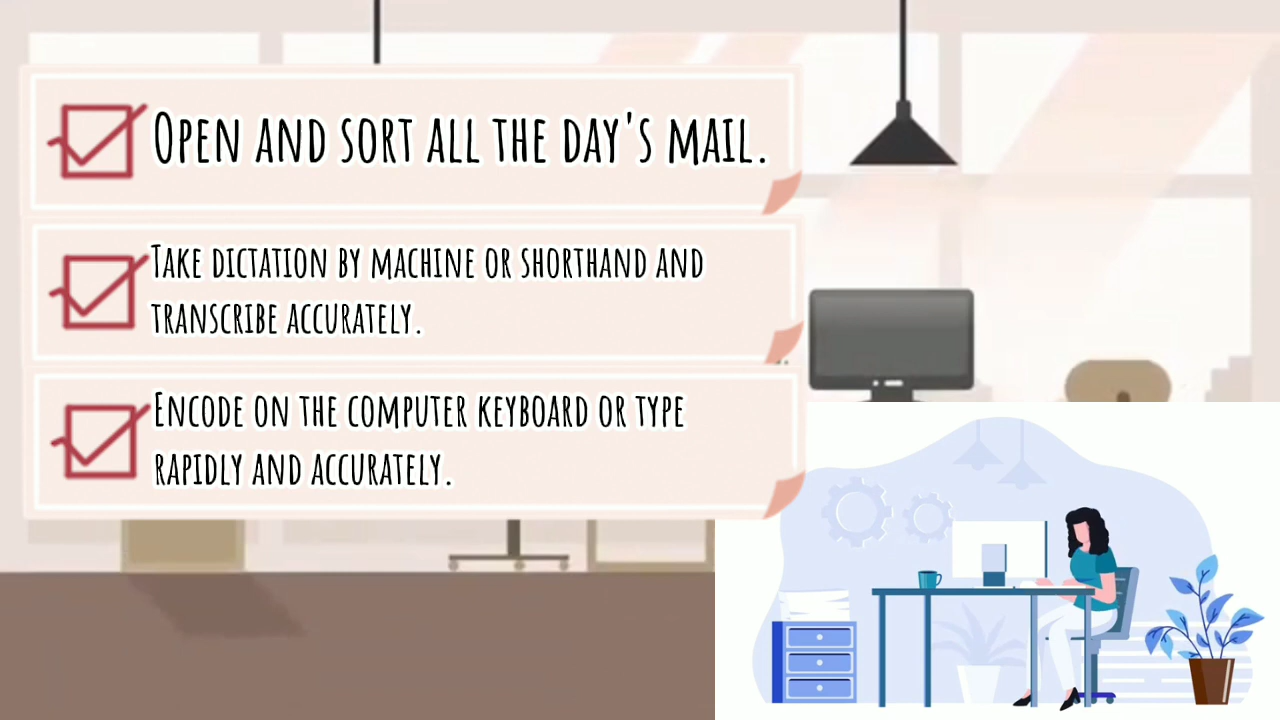 Open and sort all the day's mail.
Take dictation by machine or shorthand and
transcribe accurately.
Encode on the computer keyboard or type
rapidly and accurately.